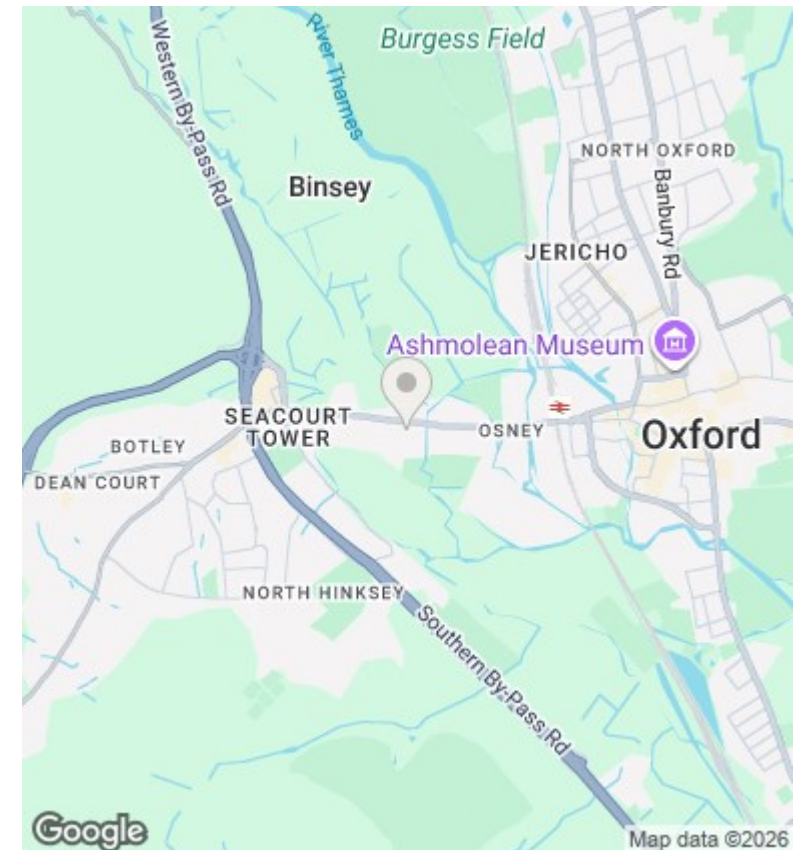 Burgess Field
River Thames
Western By-Pass Rd
NORTH OXFORD
Binsey
Banbury Rd
JERICHO
Ashmolean Museum
SEACOURT
TOWER
OSNEY
Oxford
BOTLEY
DEAN COURT
NORTH HINKSEY
Southern By-Pass Rd
Google
Map data ©2026